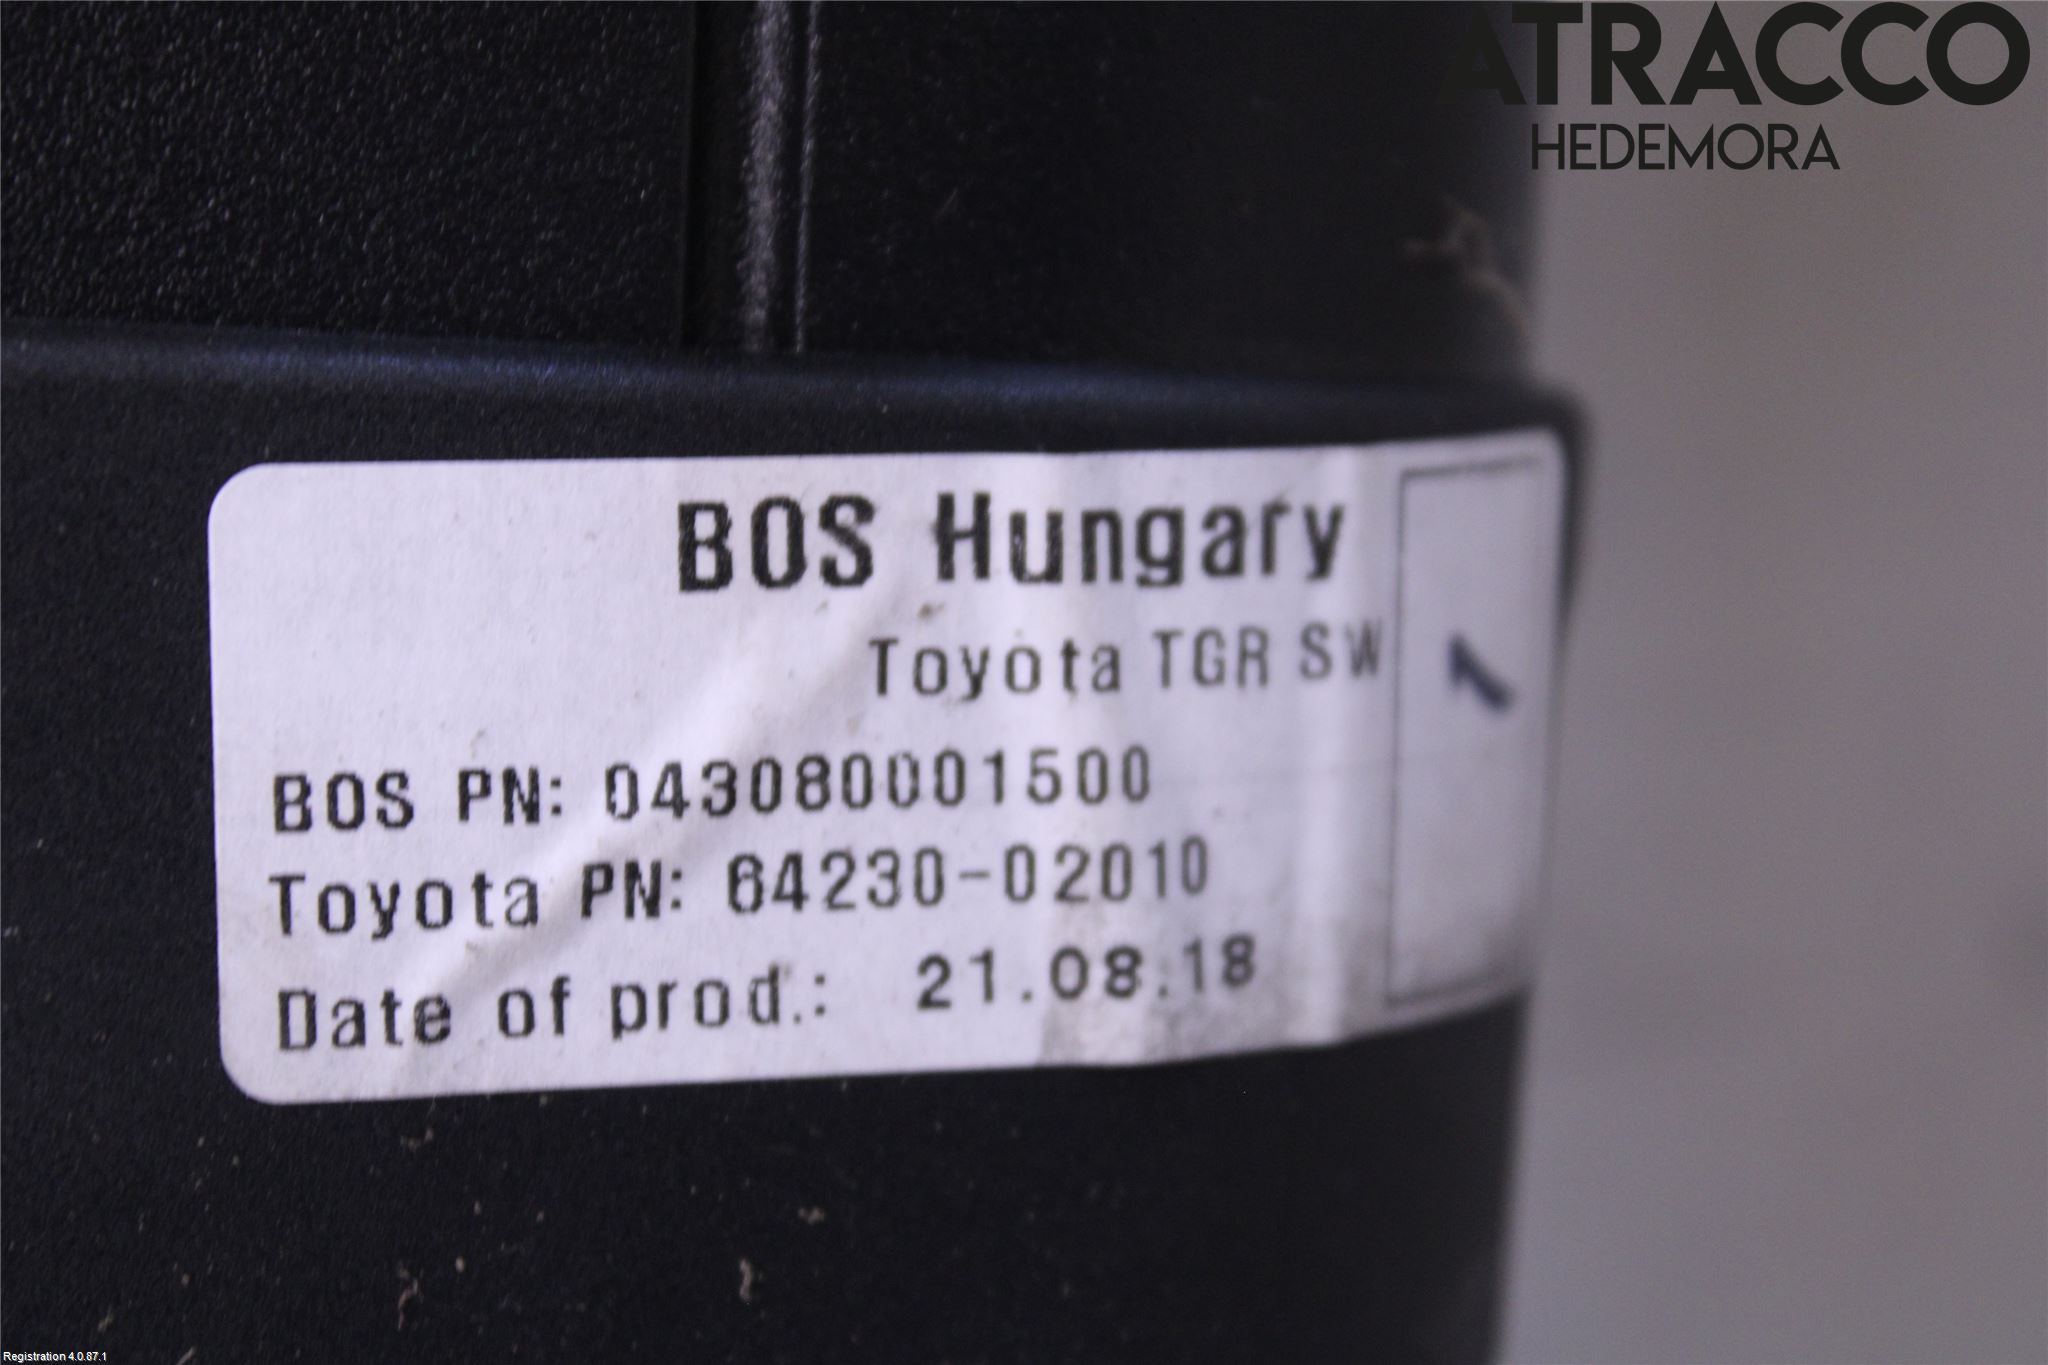 ATRACCO
HEDEMORA
BOS Hungary
Toyota TGR SW
1
BOS PN: 043080001500
Toyota PN: 64230-02010
Date of prod.: 21.08.18
Registration 4.0.87.1